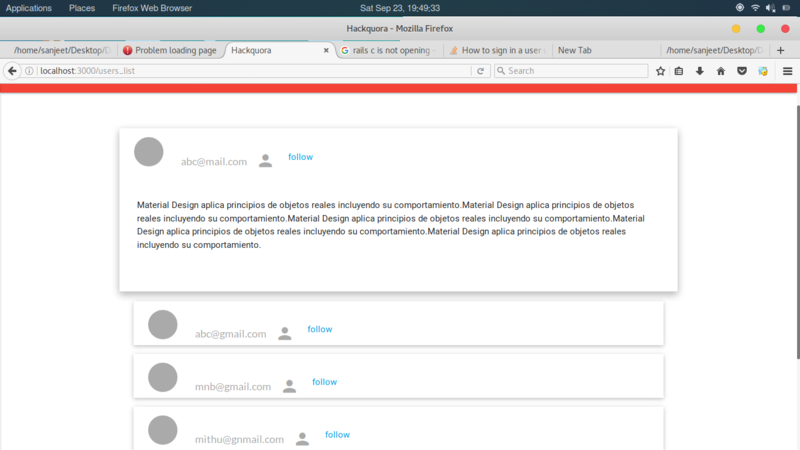 Applications Places Firefox Web Browser Sat Sep 23, 19:49:33
Hackquora - Mozilla Firefox
/home/sanjeet/Desktop/D Problem loading page Hackquora rails c is not opening How to sign in a user New Tab /home/sanjeet/Desktop/D
localhost:3000/users_list Search
abc@mail.com follow
Material Design aplica principios de objetos reales incluyendo su comportamiento.Material Design aplica principios de objetos
reales incluyendo su comportamiento.Material Design aplica principios de objetos reales incluyendo su comportamiento.Material
Design aplica principios de objetos reales incluyendo su comportamiento.Material Design aplica principios de objetos reales
incluyendo su comportamiento.
abc@gmail.com follow
mnb@gmail.com follow
mithu@gnmail.com follow